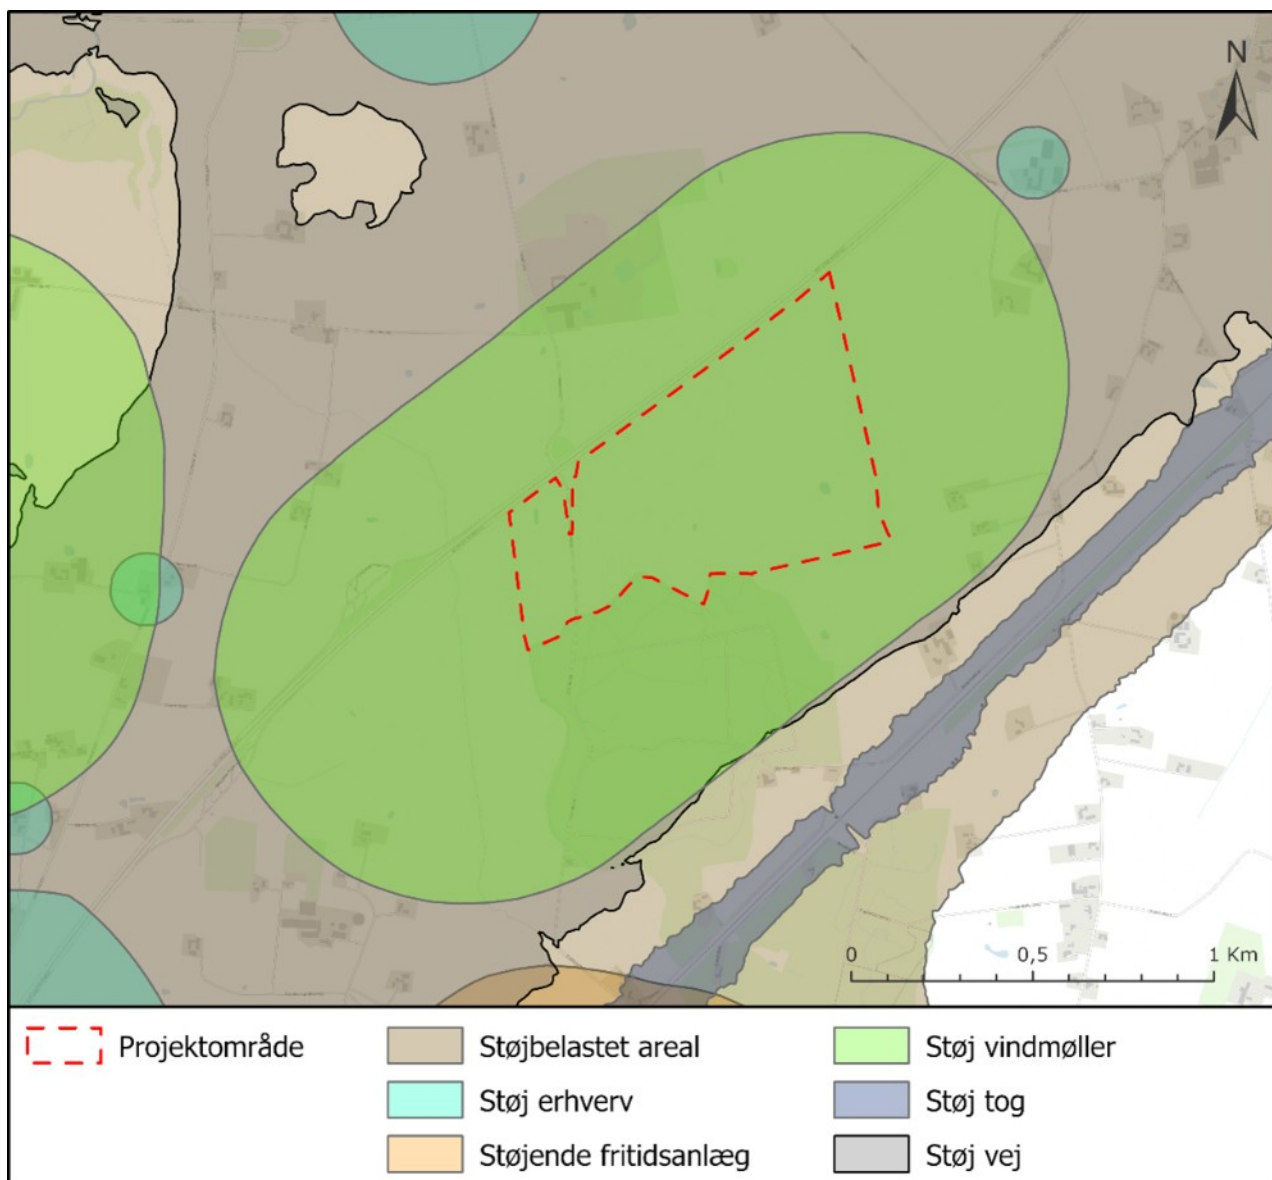 N
0 0,5 1 Km
Projektområde
Støjbelastet areal
Støj vindmøller
Støj erhverv
Støj tog
Støjende fritidsanlæg
Støj vej